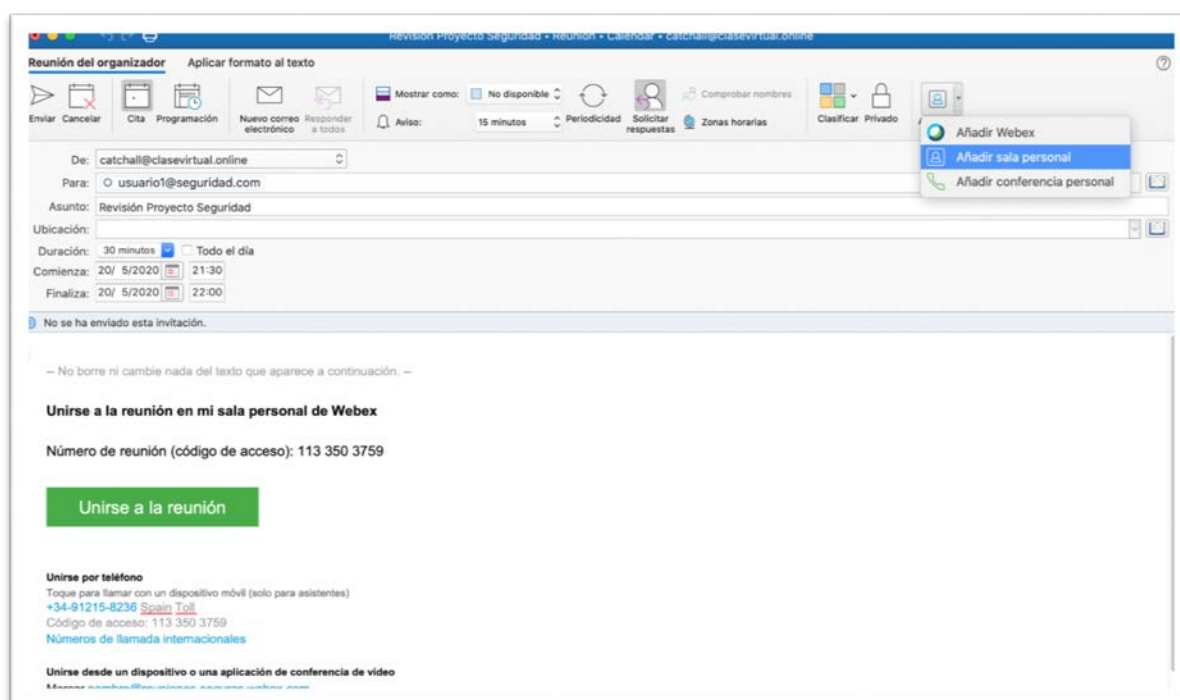 Revisión Proyecto Seguridad • Reunión • Calendar • catchall@clasevirtual.online
Reunión del organizador Aplicar formato al texto
Enviar Cancelar Cita Programación Nuevo correo electrónico Responder a todos Mostrar como: No disponible Periodicidad Solicitar respuestas Comprobar nombres Clasificar Privado
Aviso: 15 minutos Zonas horarias
Añadir Webex
Añadir sala personal
Añadir conferencia personal
De: catchall@clasevirtual.online
Para: usuario1@seguridad.com
Asunto: Revisión Proyecto Seguridad
Ubicación:
Duración: 30 minutos Todo el día
Comienza: 20/ 5/2020 21:30
Finaliza: 20/ 5/2020 22:00
No se ha enviado esta invitación.
-- No borre ni cambie nada del texto que aparece a continuación. --
Unirse a la reunión en mi sala personal de Webex
Número de reunión (código de acceso): 113 350 3759
Unirse a la reunión
Unirse por teléfono
Toque para llamar con un dispositivo móvil (solo para asistentes)
+34-91215-8236 Spain Toll
Código de acceso: 113 350 3759
Números de llamada internacionales
Unirse desde un dispositivo o una aplicación de conferencia de vídeo
Marcar nombre@reuniones-seguras.webex.com